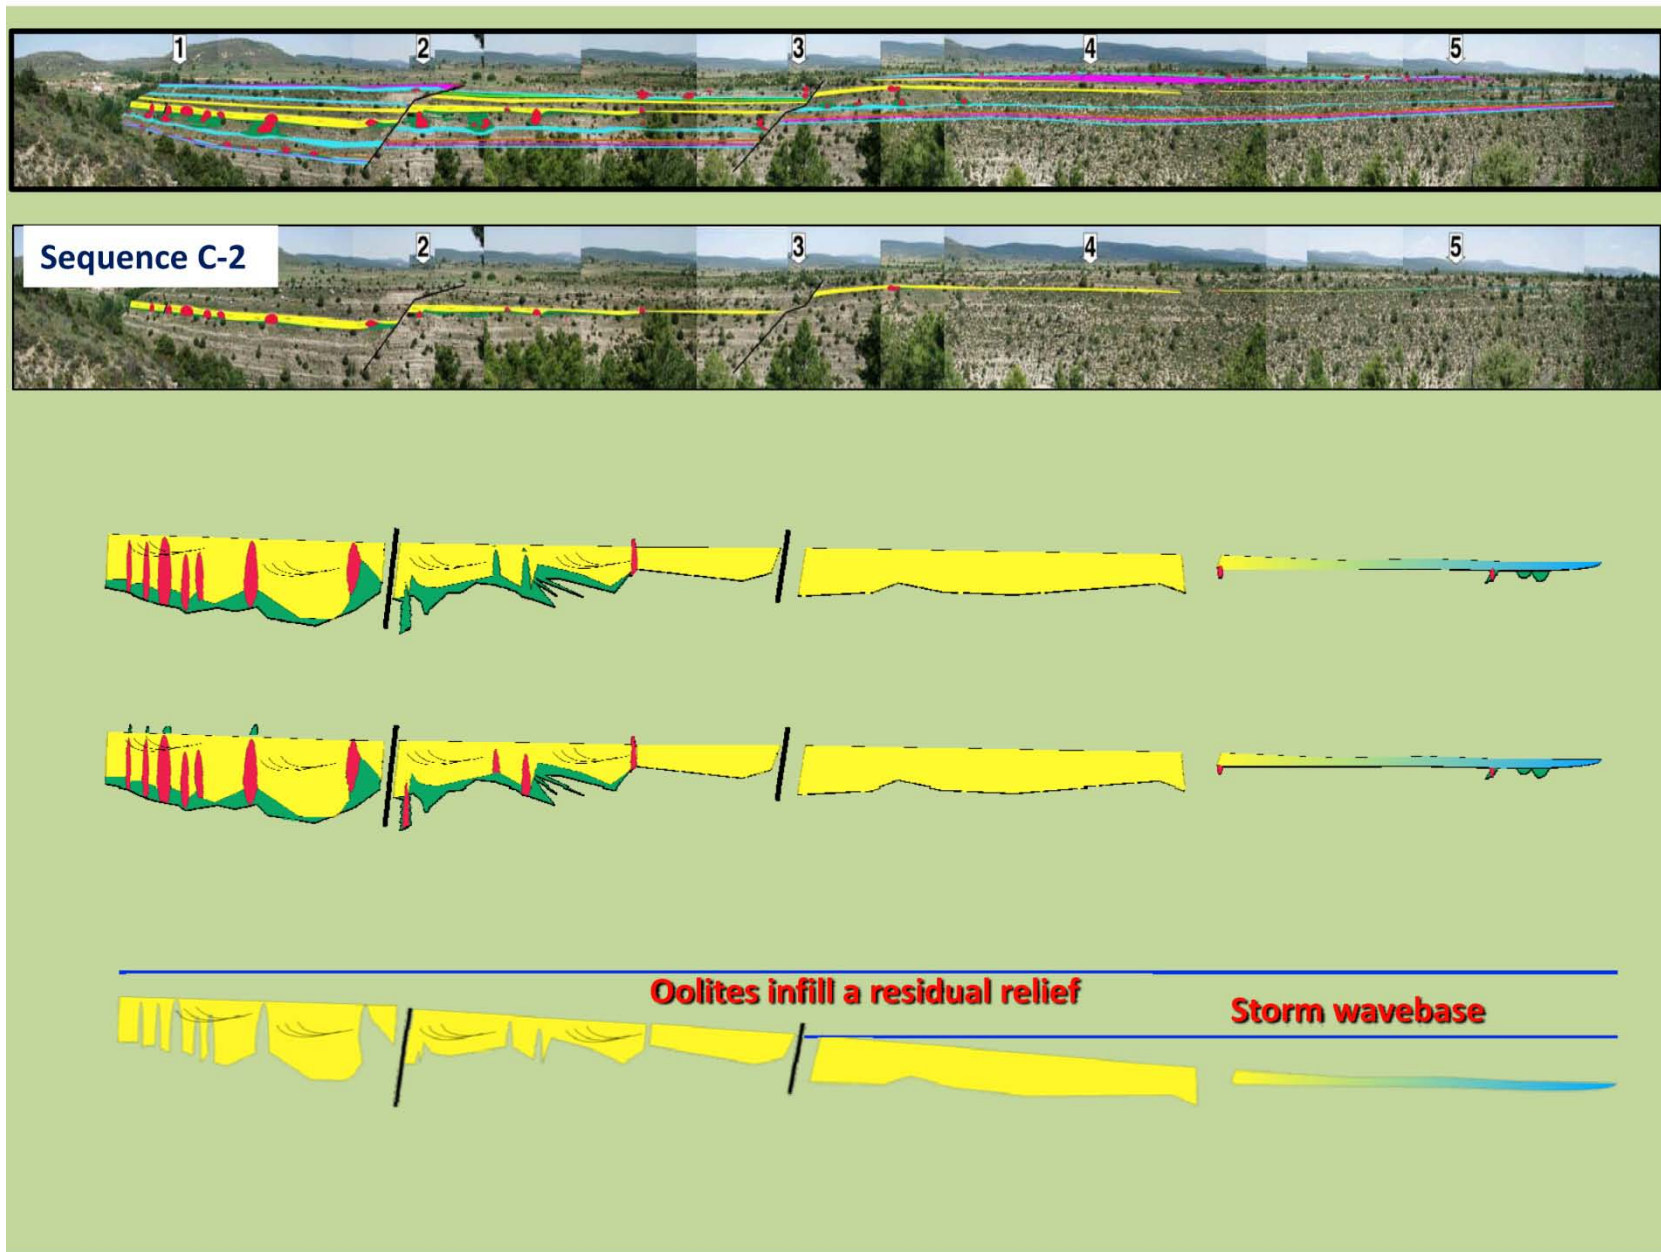 1 2 3 4 5
Sequence C-2
2 3 4 5
Oolites infill a residual relief
Storm wavebase